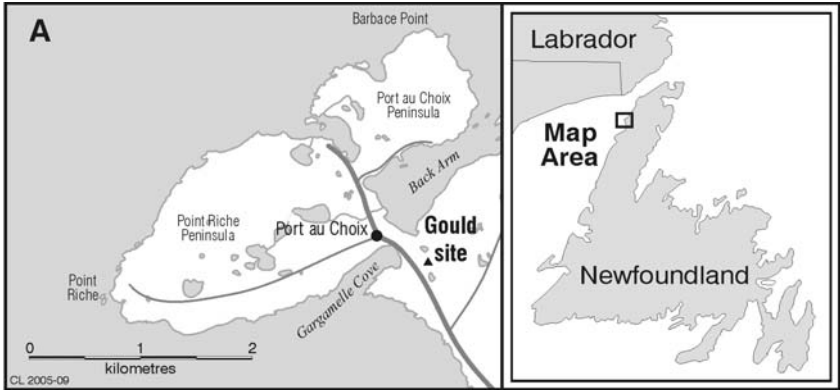 A
Barbace Point
Port au Choix
Peninsula
Back Arm
Point Riche
Peninsula
Port au Choix
Gould
site
Point
Riche
Gargamelle Cove
0 1 2
kilometres
CL 2005-09
Labrador
Map
Area
Newfoundland